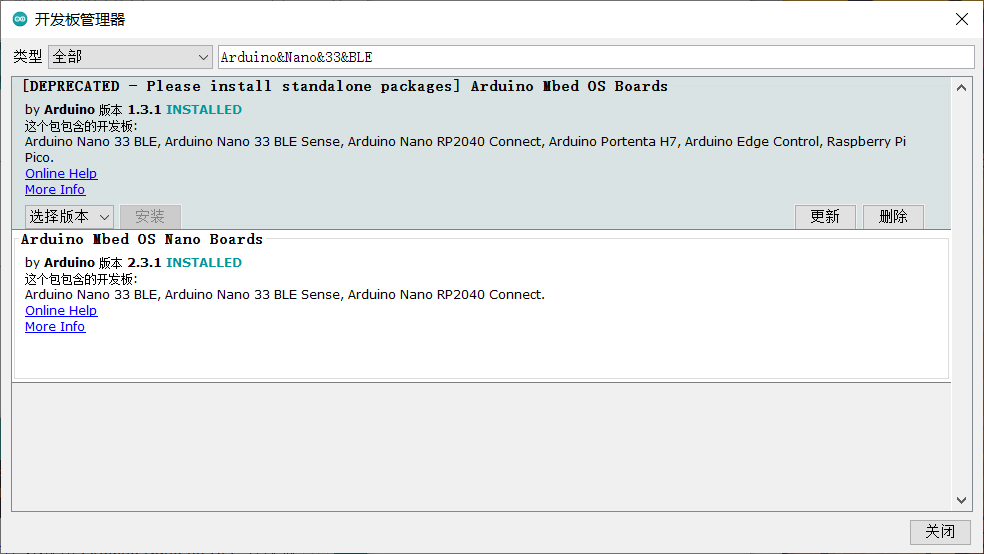 开发板管理器
类型 全部 Arduino&Nano&33&BLE
[DEPRECATED - Please install standalone packages] Arduino Mbed OS Boards
by Arduino 版本 1.3.1 INSTALLED
这个包包含的开发板:
Arduino Nano 33 BLE, Arduino Nano 33 BLE Sense, Arduino Nano RP2040 Connect, Arduino Portenta H7, Arduino Edge Control, Raspberry Pi
Pico.
Online Help
More Info
选择版本 安装 更新 删除
Arduino Mbed OS Nano Boards
by Arduino 版本 2.3.1 INSTALLED
这个包包含的开发板:
Arduino Nano 33 BLE, Arduino Nano 33 BLE Sense, Arduino Nano RP2040 Connect.
Online Help
More Info
关闭